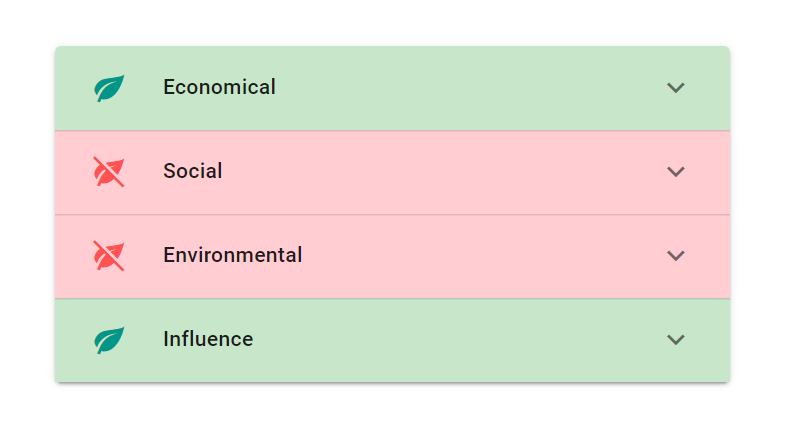 Economical
Social
Environmental
Influence